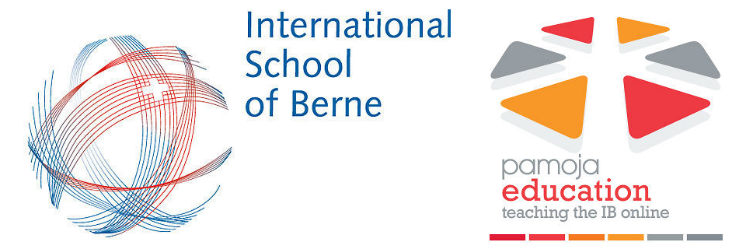 International
School
of Berne
pamoja
education
teaching the IB online